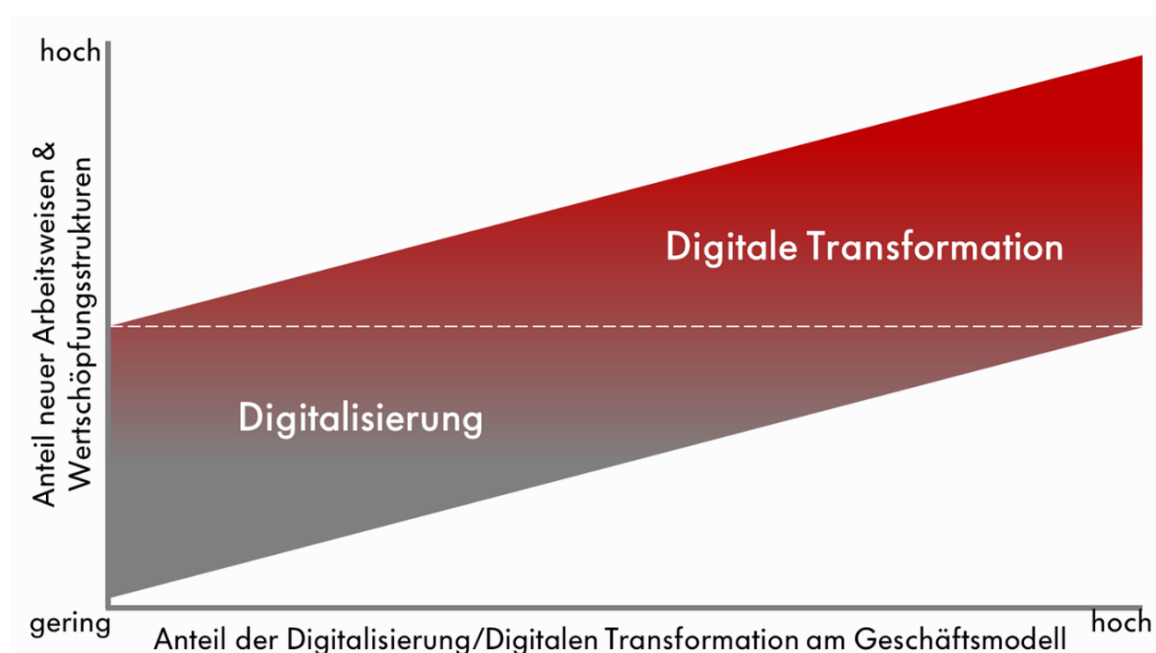 hoch
Anteil neuer Arbeitsweisen &
Wertschöpfungsstrukturen
Digitale Transformation
Digitalisierung
gering
hoch
Anteil der Digitalisierung/Digitalen Transformation am Geschäftsmodell